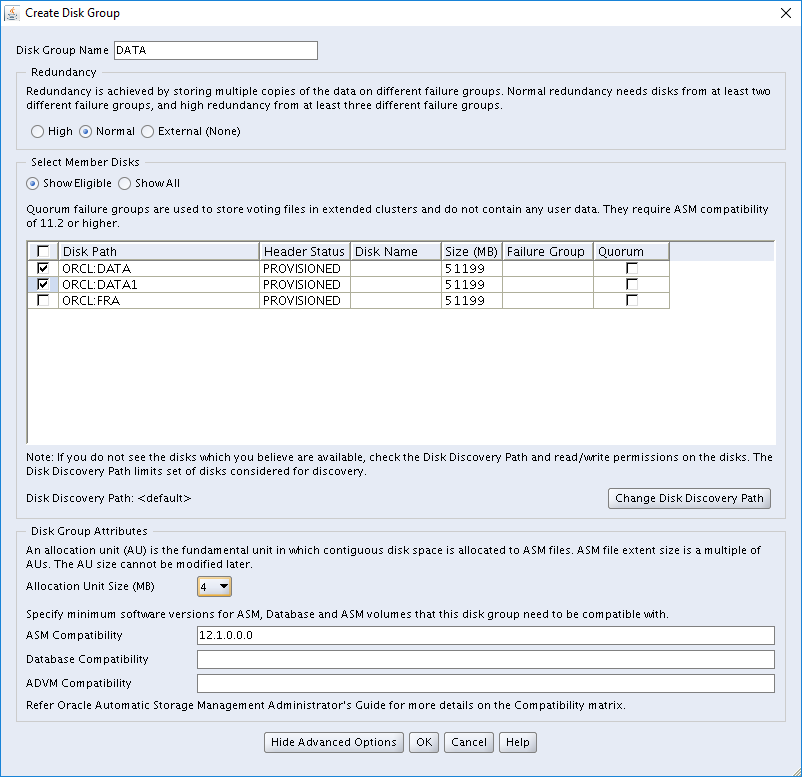 Create Disk Group
Disk Group Name DATA
Redundancy
Redundancy is achieved by storing multiple copies of the data on different failure groups. Normal redundancy needs disks from at least two
different failure groups, and high redundancy from at least three different failure groups.
High Normal External (None)
Select Member Disks
Show Eligible Show All
Quorum failure groups are used to store voting files in extended clusters and do not contain any user data. They require ASM compatibility
of 11.2 or higher.
Disk Path Header Status Disk Name Size (MB) Failure Group Quorum
ORCL:DATA PROVISIONED 51199
ORCL:DATA1 PROVISIONED 51199
ORCL:FRA PROVISIONED 51199
Note: If you do not see the disks which you believe are available, check the Disk Discovery Path and read/write permissions on the disks. The
Disk Discovery Path limits set of disks considered for discovery.
Disk Discovery Path: <default> Change Disk Discovery Path
Disk Group Attributes
An allocation unit (AU) is the fundamental unit in which contiguous disk space is allocated to ASM files. ASM file extent size is a multiple of
AUs. The AU size cannot be modified later.
Allocation Unit Size (MB) 4
Specify minimum software versions for ASM, Database and ASM volumes that this disk group need to be compatible with.
ASM Compatibility 12.1.0.0.0
Database Compatibility
ADVM Compatibility
Refer Oracle Automatic Storage Management Administrator's Guide for more details on the Compatibility matrix.
Hide Advanced Options OK Cancel Help